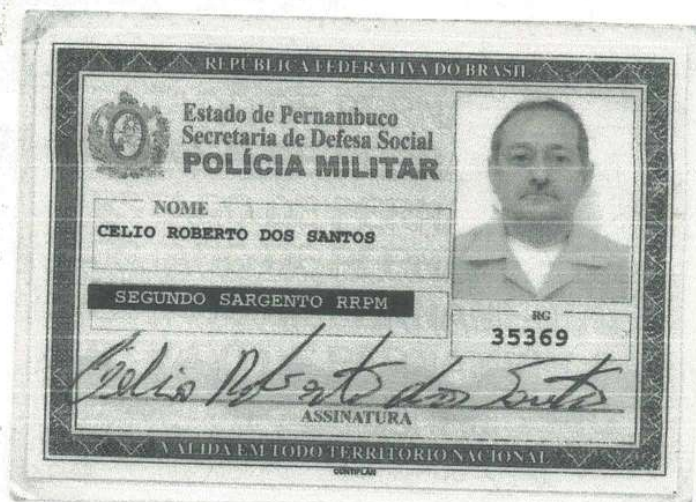 REPÚBLICA FEDERATIVA DO BRASIL
Estado de Pernambuco
Secretaria de Defesa Social
POLÍCIA MILITAR
NOME
CELIO ROBERTO DOS SANTOS
SEGUNDO SARGENTO RRPM
RG
35369
Celio Roberto dos Santos
ASSINATURA
VÁLIDA EM TODO TERRITÓRIO NACIONAL
CONTIPLAN